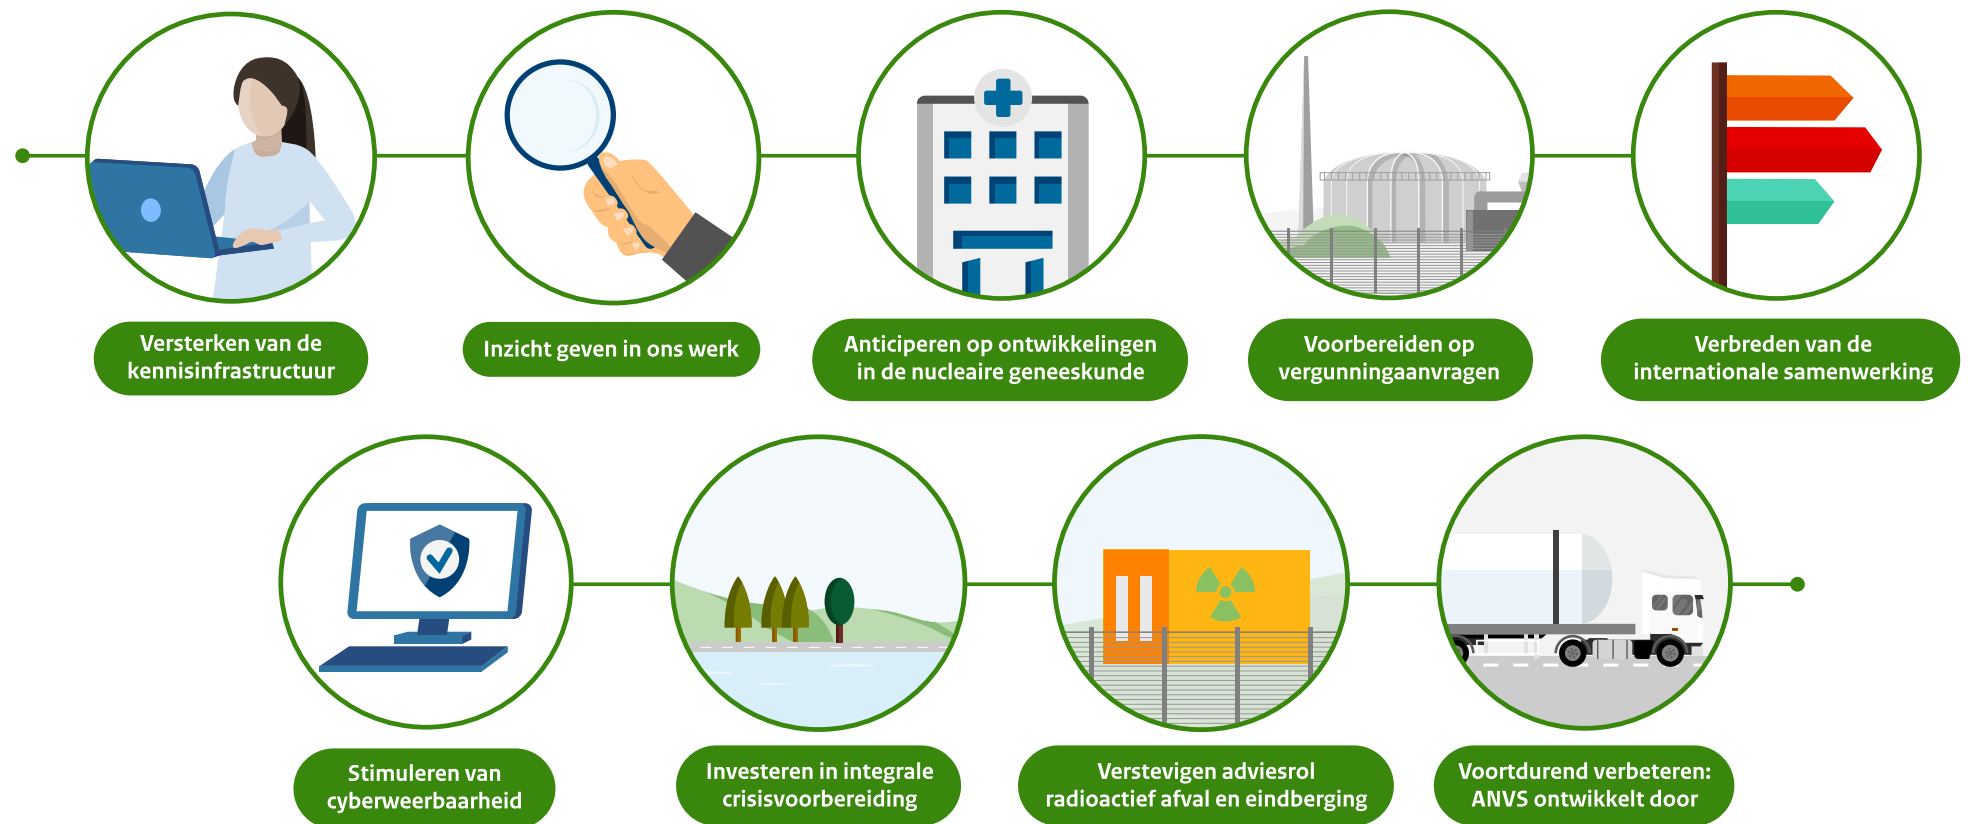 Versterken van de
kennisinfrastructuur
Inzicht geven in ons werk
Anticiperen op ontwikkelingen
in de nucleaire geneeskunde
Voorbereiden op
vergunningaanvragen
Verbreden van de
internationale samenwerking
Stimuleren van
cyberweerbaarheid
Investeren in integrale
crisisvoorbereiding
Verstevigen adviesrol
radioactief afval en eindberging
Voortdurend verbeteren:
ANVS ontwikkelt door